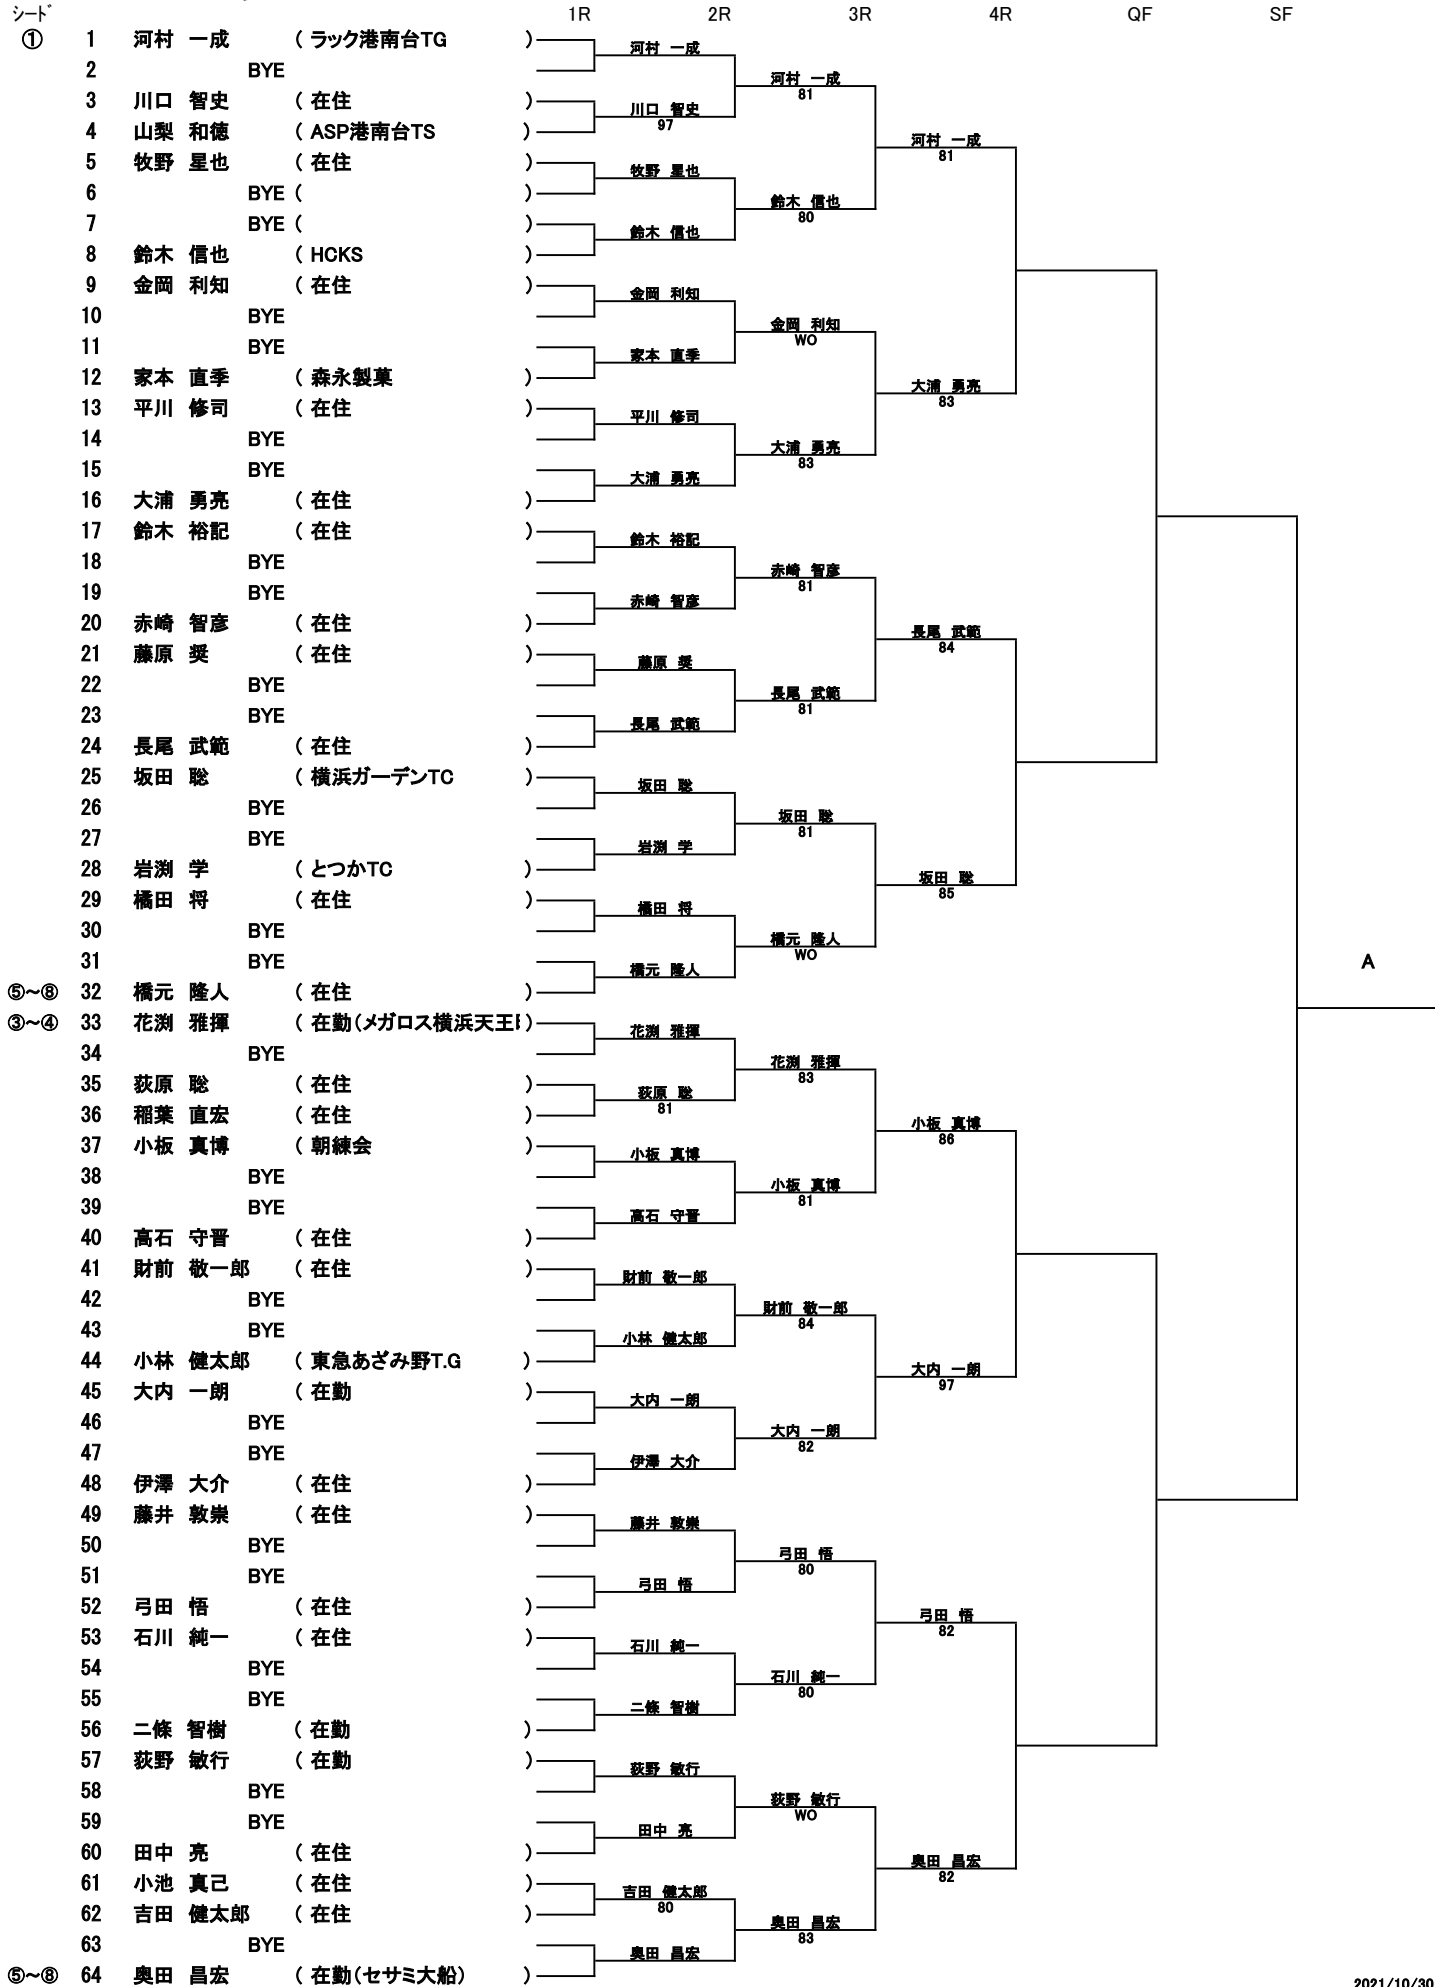 シード 1R 2R 3R 4R QF SF
① 1 河村 一成 ( ラック港南台TG )
河村 一成
2 BYE
河村 一成
81
3 川口 智史 ( 在住 )
川口 智史
97
4 山梨 和徳 ( ASP港南台TS )
河村 一成
81
5 牧野 星也 ( 在住 )
牧野 星也
6 BYE ( )
鈴木 信也
80
7 BYE ( )
鈴木 信也
8 鈴木 信也 ( HCKS )
9 金岡 利知 ( 在住 )
金岡 利知
10 BYE
金岡 利知
WO
11 BYE
家本 直季
12 家本 直季 ( 森永製菓 )
大浦 勇亮
83
13 平川 修司 ( 在住 )
平川 修司
14 BYE
大浦 勇亮
83
15 BYE
大浦 勇亮
16 大浦 勇亮 ( 在住 )
17 鈴木 裕記 ( 在住 )
鈴木 裕記
18 BYE
赤崎 智彦
81
19 BYE
赤崎 智彦
20 赤崎 智彦 ( 在住 )
長尾 武範
84
21 藤原 奨 ( 在住 )
藤原 奨
22 BYE
長尾 武範
81
23 BYE
長尾 武範
24 長尾 武範 ( 在住 )
25 坂田 聡 ( 横浜ガーデンTC )
坂田 聡
26 BYE
坂田 聡
81
27 BYE
岩渕 学
28 岩渕 学 ( とつかTC )
坂田 聡
85
29 橘田 将 ( 在住 )
橘田 将
30 BYE
橋元 隆人
WO
31 BYE
A
橋元 隆人
⑤～⑧ 32 橋元 隆人 ( 在住 )
③～④ 33 花渕 雅揮 ( 在勤(メガロス横浜天王 )
花渕 雅揮
34 BYE
花渕 雅揮
83
35 荻原 聡 ( 在住 )
荻原 聡
81
36 稲葉 直宏 ( 在住 )
小板 真博
86
37 小板 真博 ( 朝練会 )
小板 真博
38 BYE
小板 真博
81
39 BYE
高石 守晋
40 高石 守晋 ( 在住 )
41 財前 敬一郎 ( 在住 )
財前 敬一郎
42 BYE
財前 敬一郎
84
43 BYE
小林 健太郎
44 小林 健太郎 ( 東急あざみ野T.G )
大内 一朗
97
45 大内 一朗 ( 在勤 )
大内 一朗
46 BYE
大内 一朗
82
47 BYE
伊澤 大介
48 伊澤 大介 ( 在住 )
49 藤井 敦崇 ( 在住 )
藤井 敦崇
50 BYE
弓田 悟
80
51 BYE
弓田 悟
52 弓田 悟 ( 在住 )
弓田 悟
82
53 石川 純一 ( 在住 )
石川 純一
54 BYE
石川 純一
80
55 BYE
二條 智樹
56 二條 智樹 ( 在勤 )
57 荻野 敏行 ( 在勤 )
荻野 敏行
58 BYE
荻野 敏行
WO
59 BYE
田中 亮
60 田中 亮 ( 在住 )
奥田 昌宏
82
61 小池 真己 ( 在住 )
吉田 健太郎
80
62 吉田 健太郎 ( 在住 )
奥田 昌宏
83
63 BYE
奥田 昌宏
⑤～⑧ 64 奥田 昌宏 ( 在勤(セサミ大船) )
2021/10/30